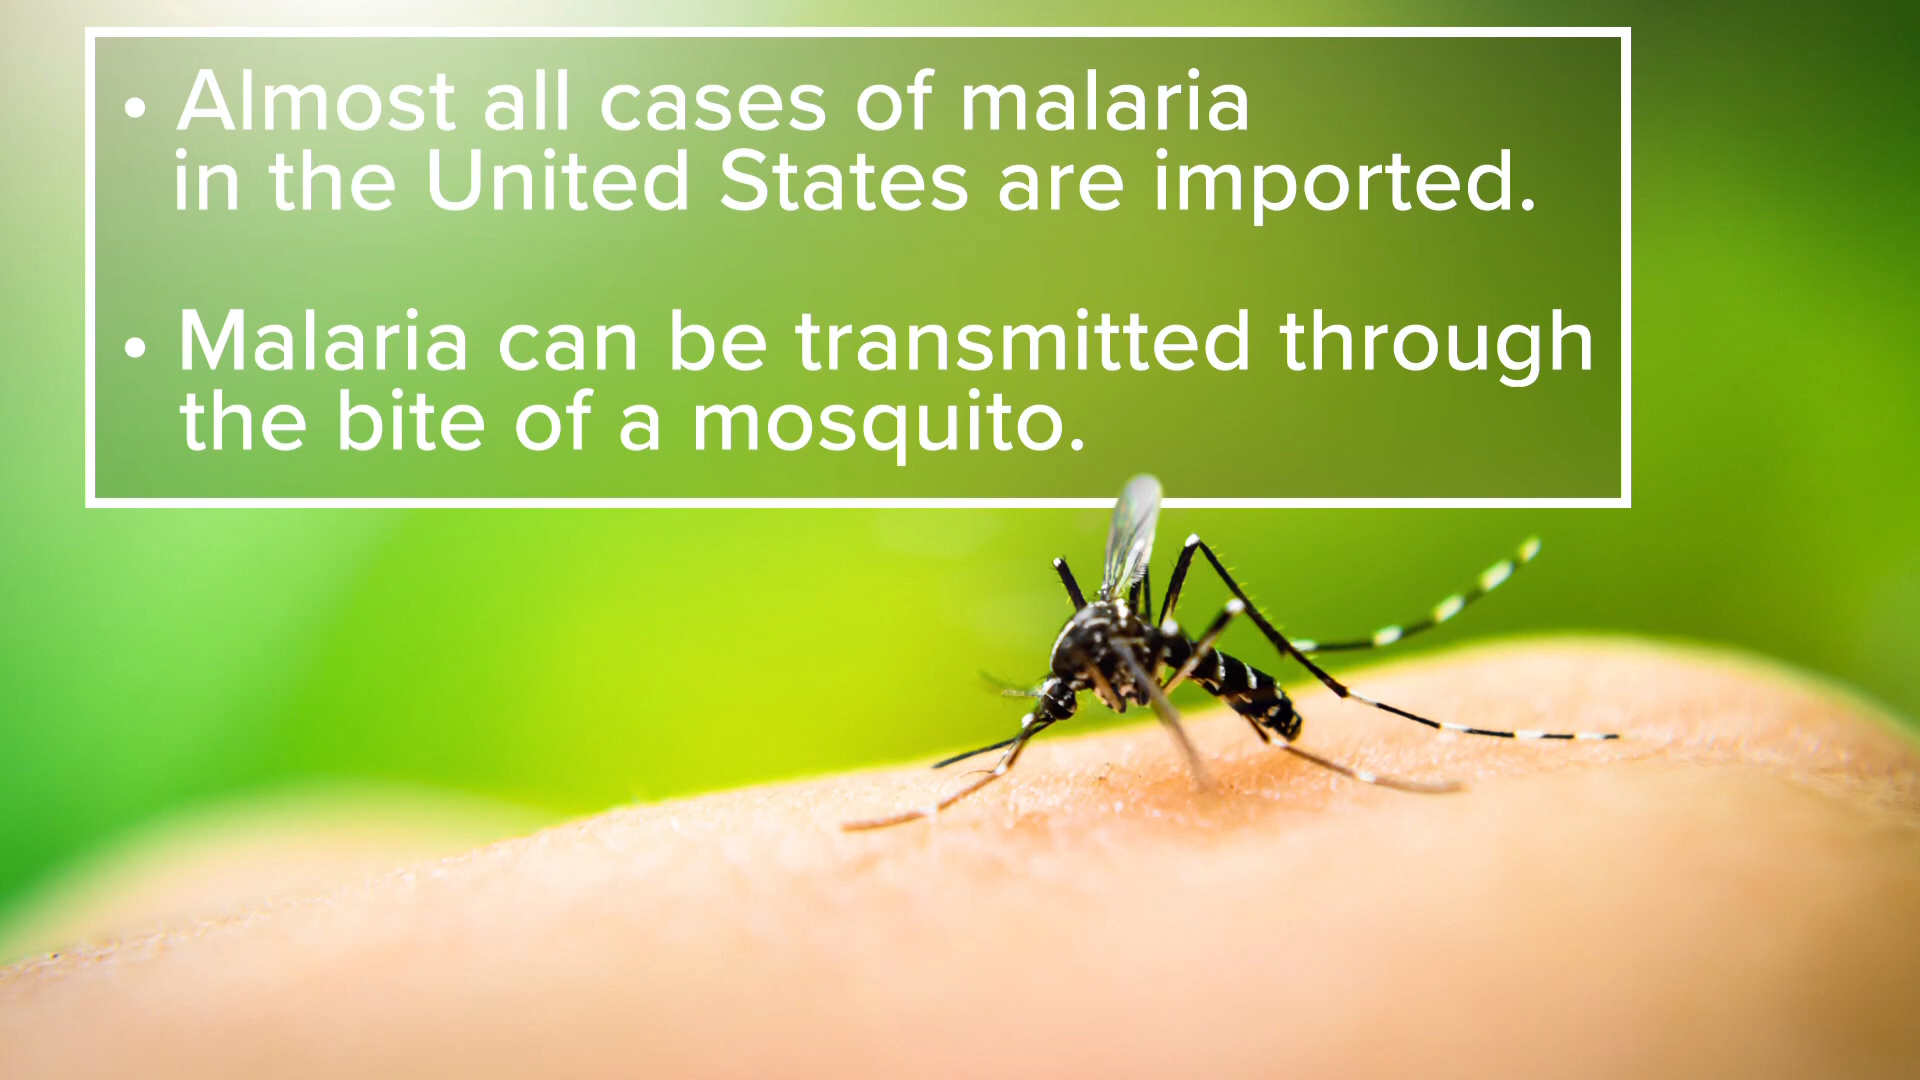 • Almost all cases of malaria
in the United States are imported.
• Malaria can be transmitted through
the bite of a mosquito.